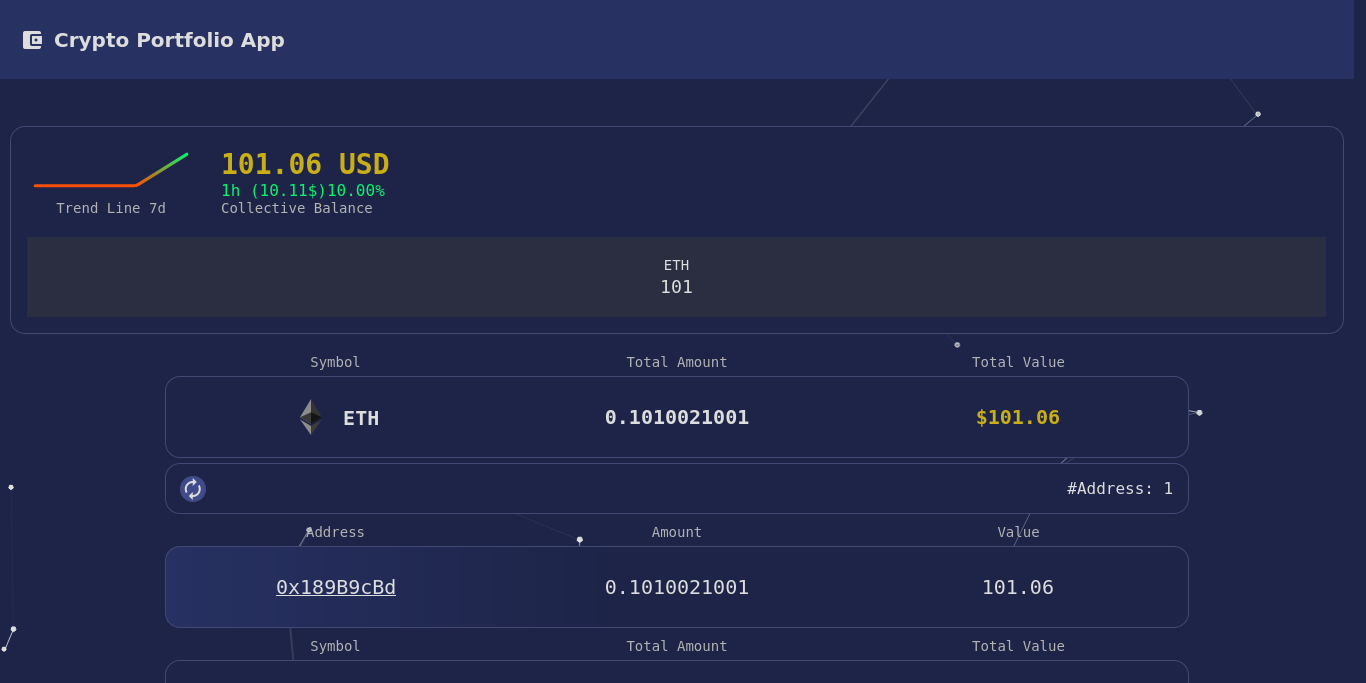 Crypto Portfolio App
101.06 USD
1h (10.11$)10.00%
Trend Line 7d
Collective Balance
ETH
101
Symbol Total Amount Total Value
ETH 0.1010021001 $101.06
#Address: 1
Address Amount Value
0x189B9cBd 0.1010021001 101.06
Symbol Total Amount Total Value